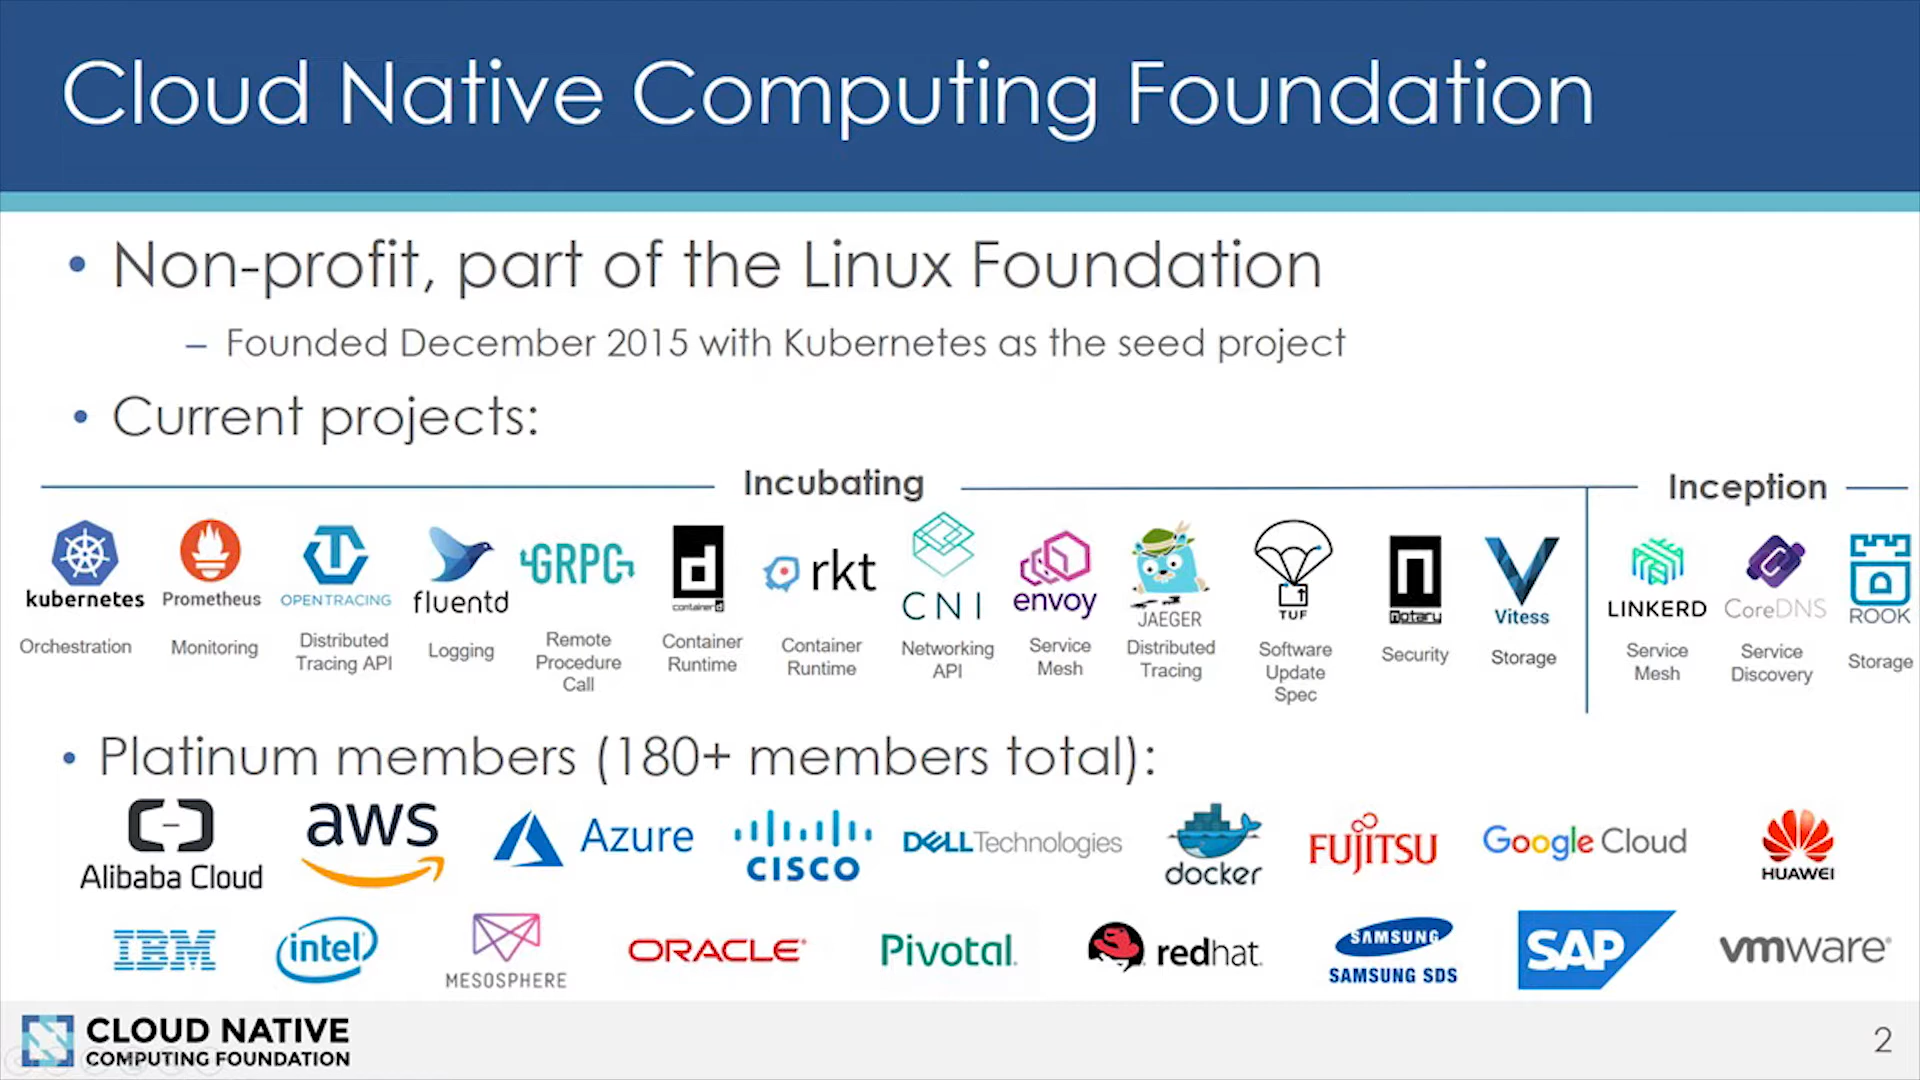 Cloud Native Computing Foundation
• Non-profit, part of the Linux Foundation
– Founded December 2015 with Kubernetes as the seed project
• Current projects:
Incubating
Inception
kubernetes
Orchestration
Prometheus
Monitoring
OPENTRACING
Distributed
Tracing API
fluentd
Logging
GRPC
Remote
Procedure
Call
d
containerd
Container
Runtime
rkt
Container
Runtime
CNI
Networking
API
envoy
Service
Mesh
JAEGER
Distributed
Tracing
TUF
Software
Update
Spec
n
notary
Security
Vitess
Storage
LINKERD
Service
Mesh
CoreDNS
Service
Discovery
ROOK
Storage
• Platinum members (180+ members total):
Alibaba Cloud
aws
Azure
CISCO
DELL Technologies
docker
FUJITSU
Google Cloud
HUAWEI
IBM
intel
MESOSPHERE
ORACLE®
Pivotal.
redhat.
SAMSUNG
SAMSUNG SDS
SAP
vmware®
CLOUD NATIVE
COMPUTING FOUNDATION
2